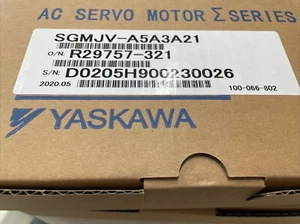 AC SERVO MOTOR Σ SERIES
SGMJV-A5A3A21
O/N: R29757-321
S/N: D0205H900230026
2020.05 100-066-802
YASKAWA